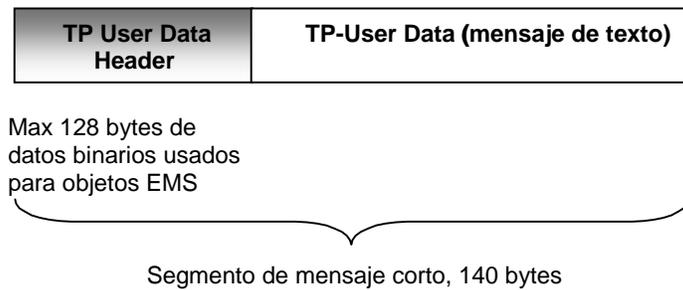 TP User Data
Header
TP-User Data (mensaje de texto)
Max 128 bytes de
datos binarios usados
para objetos EMS
Segmento de mensaje corto, 140 bytes